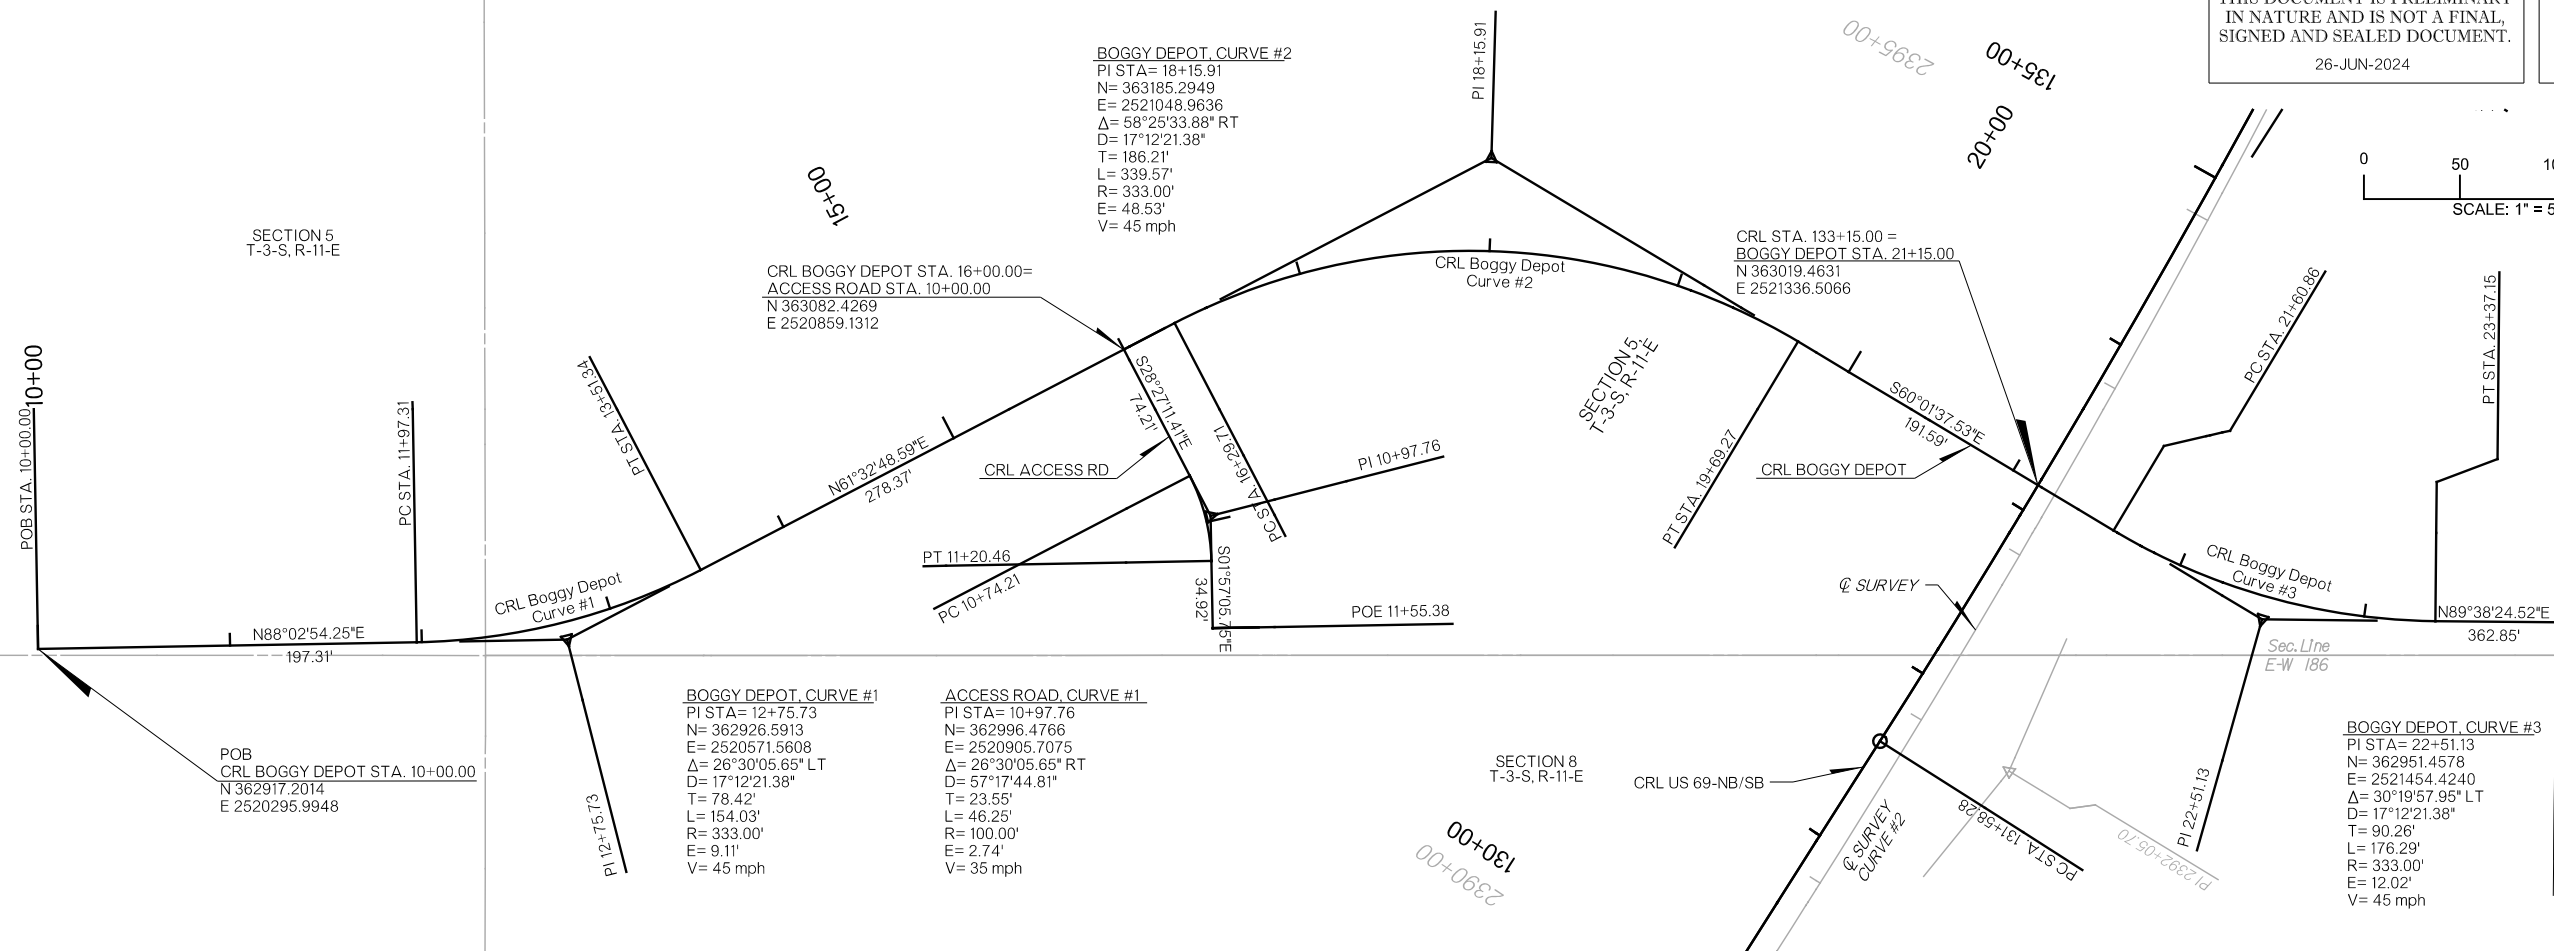 THIS DOCUMENT IS PRELIMINARY
IN NATURE AND IS NOT A FINAL,
SIGNED AND SEALED DOCUMENT.
26-JUN-2024
0
50
SCALE: 1" = 5
2395+00
135+00
20+00
PI 18+15.91
BOGGY DEPOT, CURVE #2
PI STA= 18+15.91
N= 363185.2949
E= 2521048.9636
Δ= 58°25'33.88" RT
D= 17°12'21.38"
T= 186.21'
L= 339.57'
R= 333.00'
E= 48.53'
V= 45 mph
15+00
SECTION 5
T-3-S, R-11-E
CRL BOGGY DEPOT STA. 16+00.00=
ACCESS ROAD STA. 10+00.00
N 363082.4269
E 2520859.1312
CRL Boggy Depot
Curve #2
CRL STA. 133+15.00 =
BOGGY DEPOT STA. 21+15.00
N 363019.4631
E 2521336.5066
PC STA. 21+60.86
PT STA. 23+37.15
10+00
POB STA. 10+00.00
PC STA. 11+97.31
PT STA. 13+51.34
N61°32'48.59"E
278.37'
S28°27'11.41"E
74.21'
PC STA. 16+29.71
SECTION 5,
T-3-S, R-11-E
PT STA. 19+69.27
S60°01'37.53"E
191.59'
CRL BOGGY DEPOT
CRL ACCESS RD
PI 10+97.76
PT 11+20.46
PC 10+74.21
S01°57'05.75"E
34.92'
POE 11+55.38
CRL Boggy Depot
Curve #1
N88°02'54.25"E
197.31'
℄ SURVEY
CRL Boggy Depot
Curve #3
N89°38'24.52"E
362.85'
Sec. Line
E-W 186
POB
CRL BOGGY DEPOT STA. 10+00.00
N 362917.2014
E 2520295.9948
PI 12+75.73
BOGGY DEPOT, CURVE #1
PI STA= 12+75.73
N= 362926.5913
E= 2520571.5608
Δ= 26°30'05.65" LT
D= 17°12'21.38"
T= 78.42'
L= 154.03'
R= 333.00'
E= 9.11'
V= 45 mph
ACCESS ROAD, CURVE #1
PI STA= 10+97.76
N= 362996.4766
E= 2520905.7075
Δ= 26°30'05.65" RT
D= 57°17'44.81"
T= 23.55'
L= 46.25'
R= 100.00'
E= 2.74'
V= 35 mph
SECTION 8
T-3-S, R-11-E
CRL US 69-NB/SB
130+00
2390+00
℄ SURVEY
CURVE #2
PC STA. 131+58.28
PI 2392+05.70
PI 22+51.13
BOGGY DEPOT, CURVE #3
PI STA= 22+51.13
N= 362951.4578
E= 2521454.4240
Δ= 30°19'57.95" LT
D= 17°12'21.38"
T= 90.26'
L= 176.29'
R= 333.00'
E= 12.02'
V= 45 mph